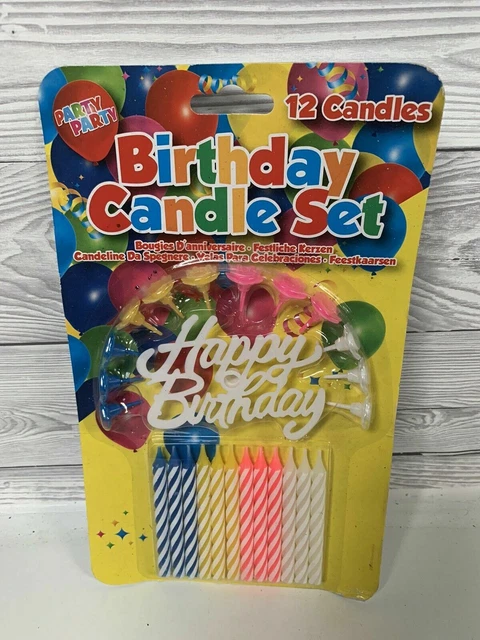 PARTY
PARTY
12 Candles
Birthday
Candle Set
Bougies D'anniversaire · Festliche Kerzen
Candeline Da Spegnere · Velas Para Celebraciones · Feestkaarsen
Happy
Birthday